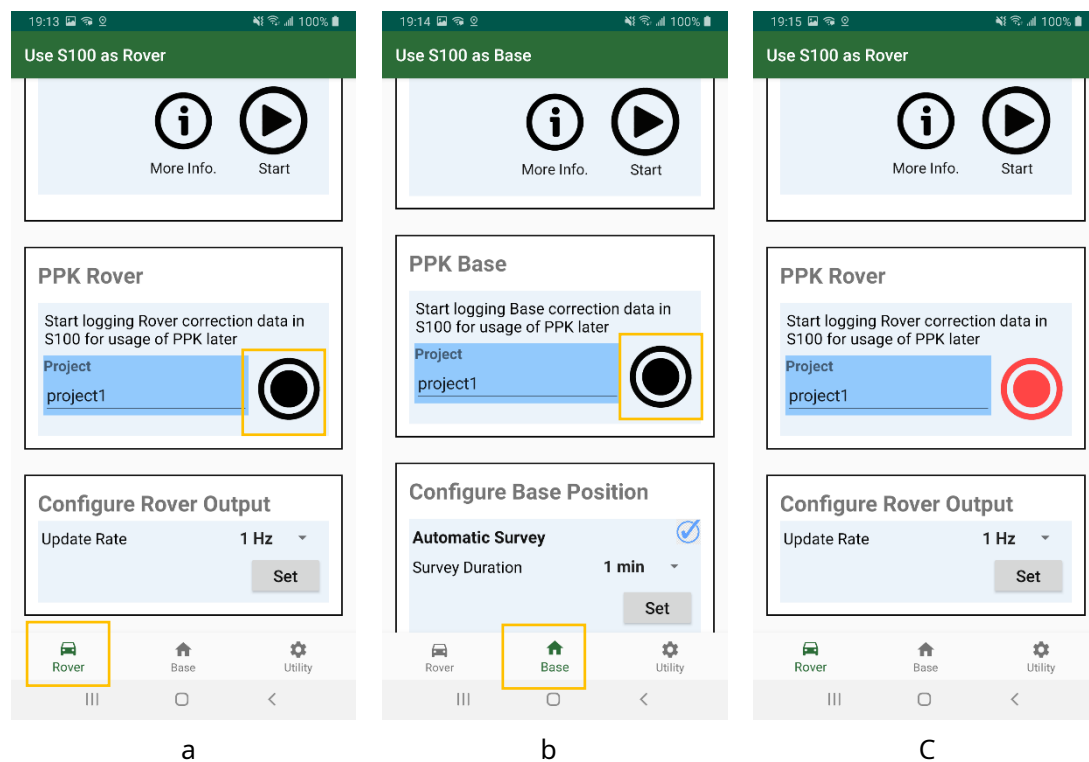 19:13 100%
Use S100 as Rover
More Info. Start
PPK Rover
Start logging Rover correction data in
S100 for usage of PPK later
Project
project1
Configure Rover Output
Update Rate 1 Hz
Set
Rover Base Utility
a
19:14 100%
Use S100 as Base
More Info. Start
PPK Base
Start logging Base correction data in
S100 for usage of PPK later
Project
project1
Configure Base Position
Automatic Survey
Survey Duration 1 min
Set
Rover Base Utility
b
19:15 100%
Use S100 as Rover
More Info. Start
PPK Rover
Start logging Rover correction data in
S100 for usage of PPK later
Project
project1
Configure Rover Output
Update Rate 1 Hz
Set
Rover Base Utility
C